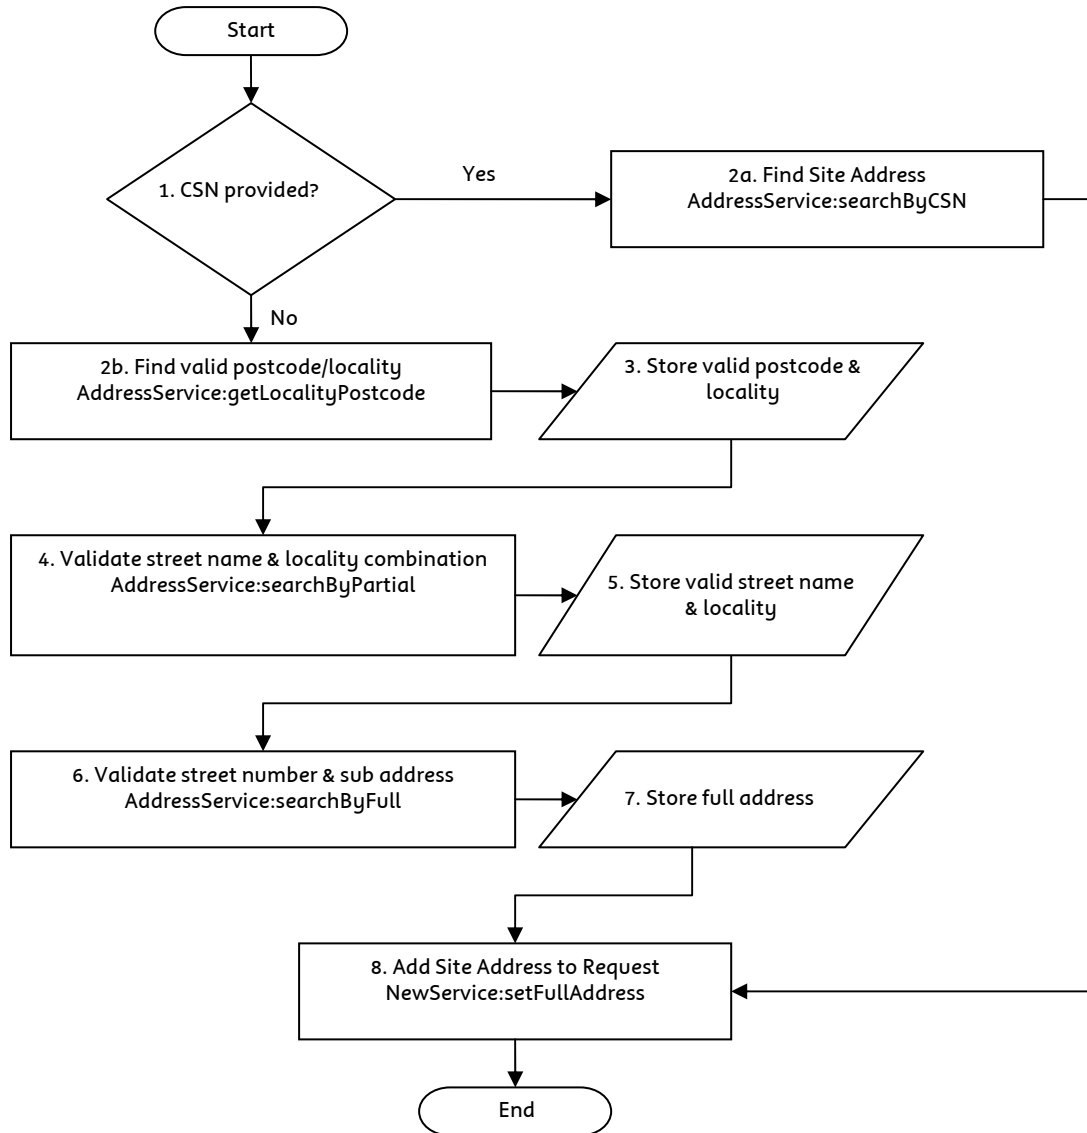 Start
1. CSN provided?
Yes
2a. Find Site Address
AddressService:searchByCSN
No
2b. Find valid postcode/locality
AddressService:getLocalityPostcode
3. Store valid postcode &
locality
4. Validate street name & locality combination
AddressService:searchByPartial
5. Store valid street name
& locality
6. Validate street number & sub address
AddressService:searchByFull
7. Store full address
8. Add Site Address to Request
NewService:setFullAddress
End